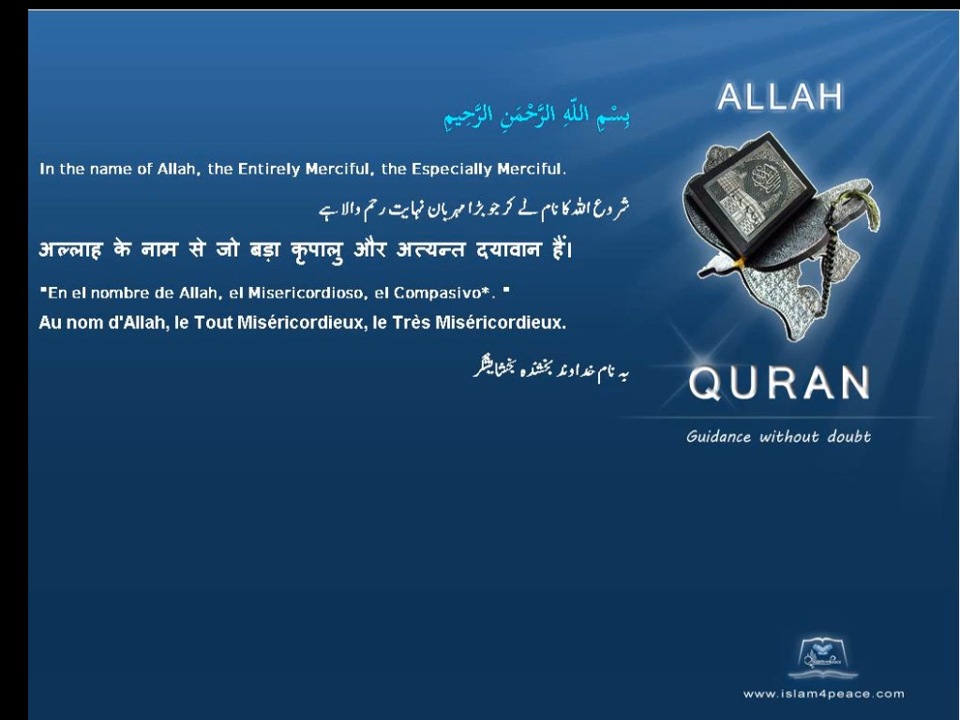 بِسْمِ اللَّهِ الرَّحْمَنِ الرَّحِيمِ
In the name of Allah, the Entirely Merciful, the Especially Merciful.
شروع اللہ کا نام لے کر جو بڑا مہربان نہایت رحم والا ہے
अल्लाह के नाम से जो बड़ा कृपालु और अत्यन्त दयावान हैं।
"En el nombre de Allah, el Misericordioso, el Compasivo*. "
Au nom d'Allah, le Tout Miséricordieux, le Très Miséricordieux.
به نام خداوند بخشنده بخشایشگر
ALLAH
QURAN
Guidance without doubt
www.islam4peace.com